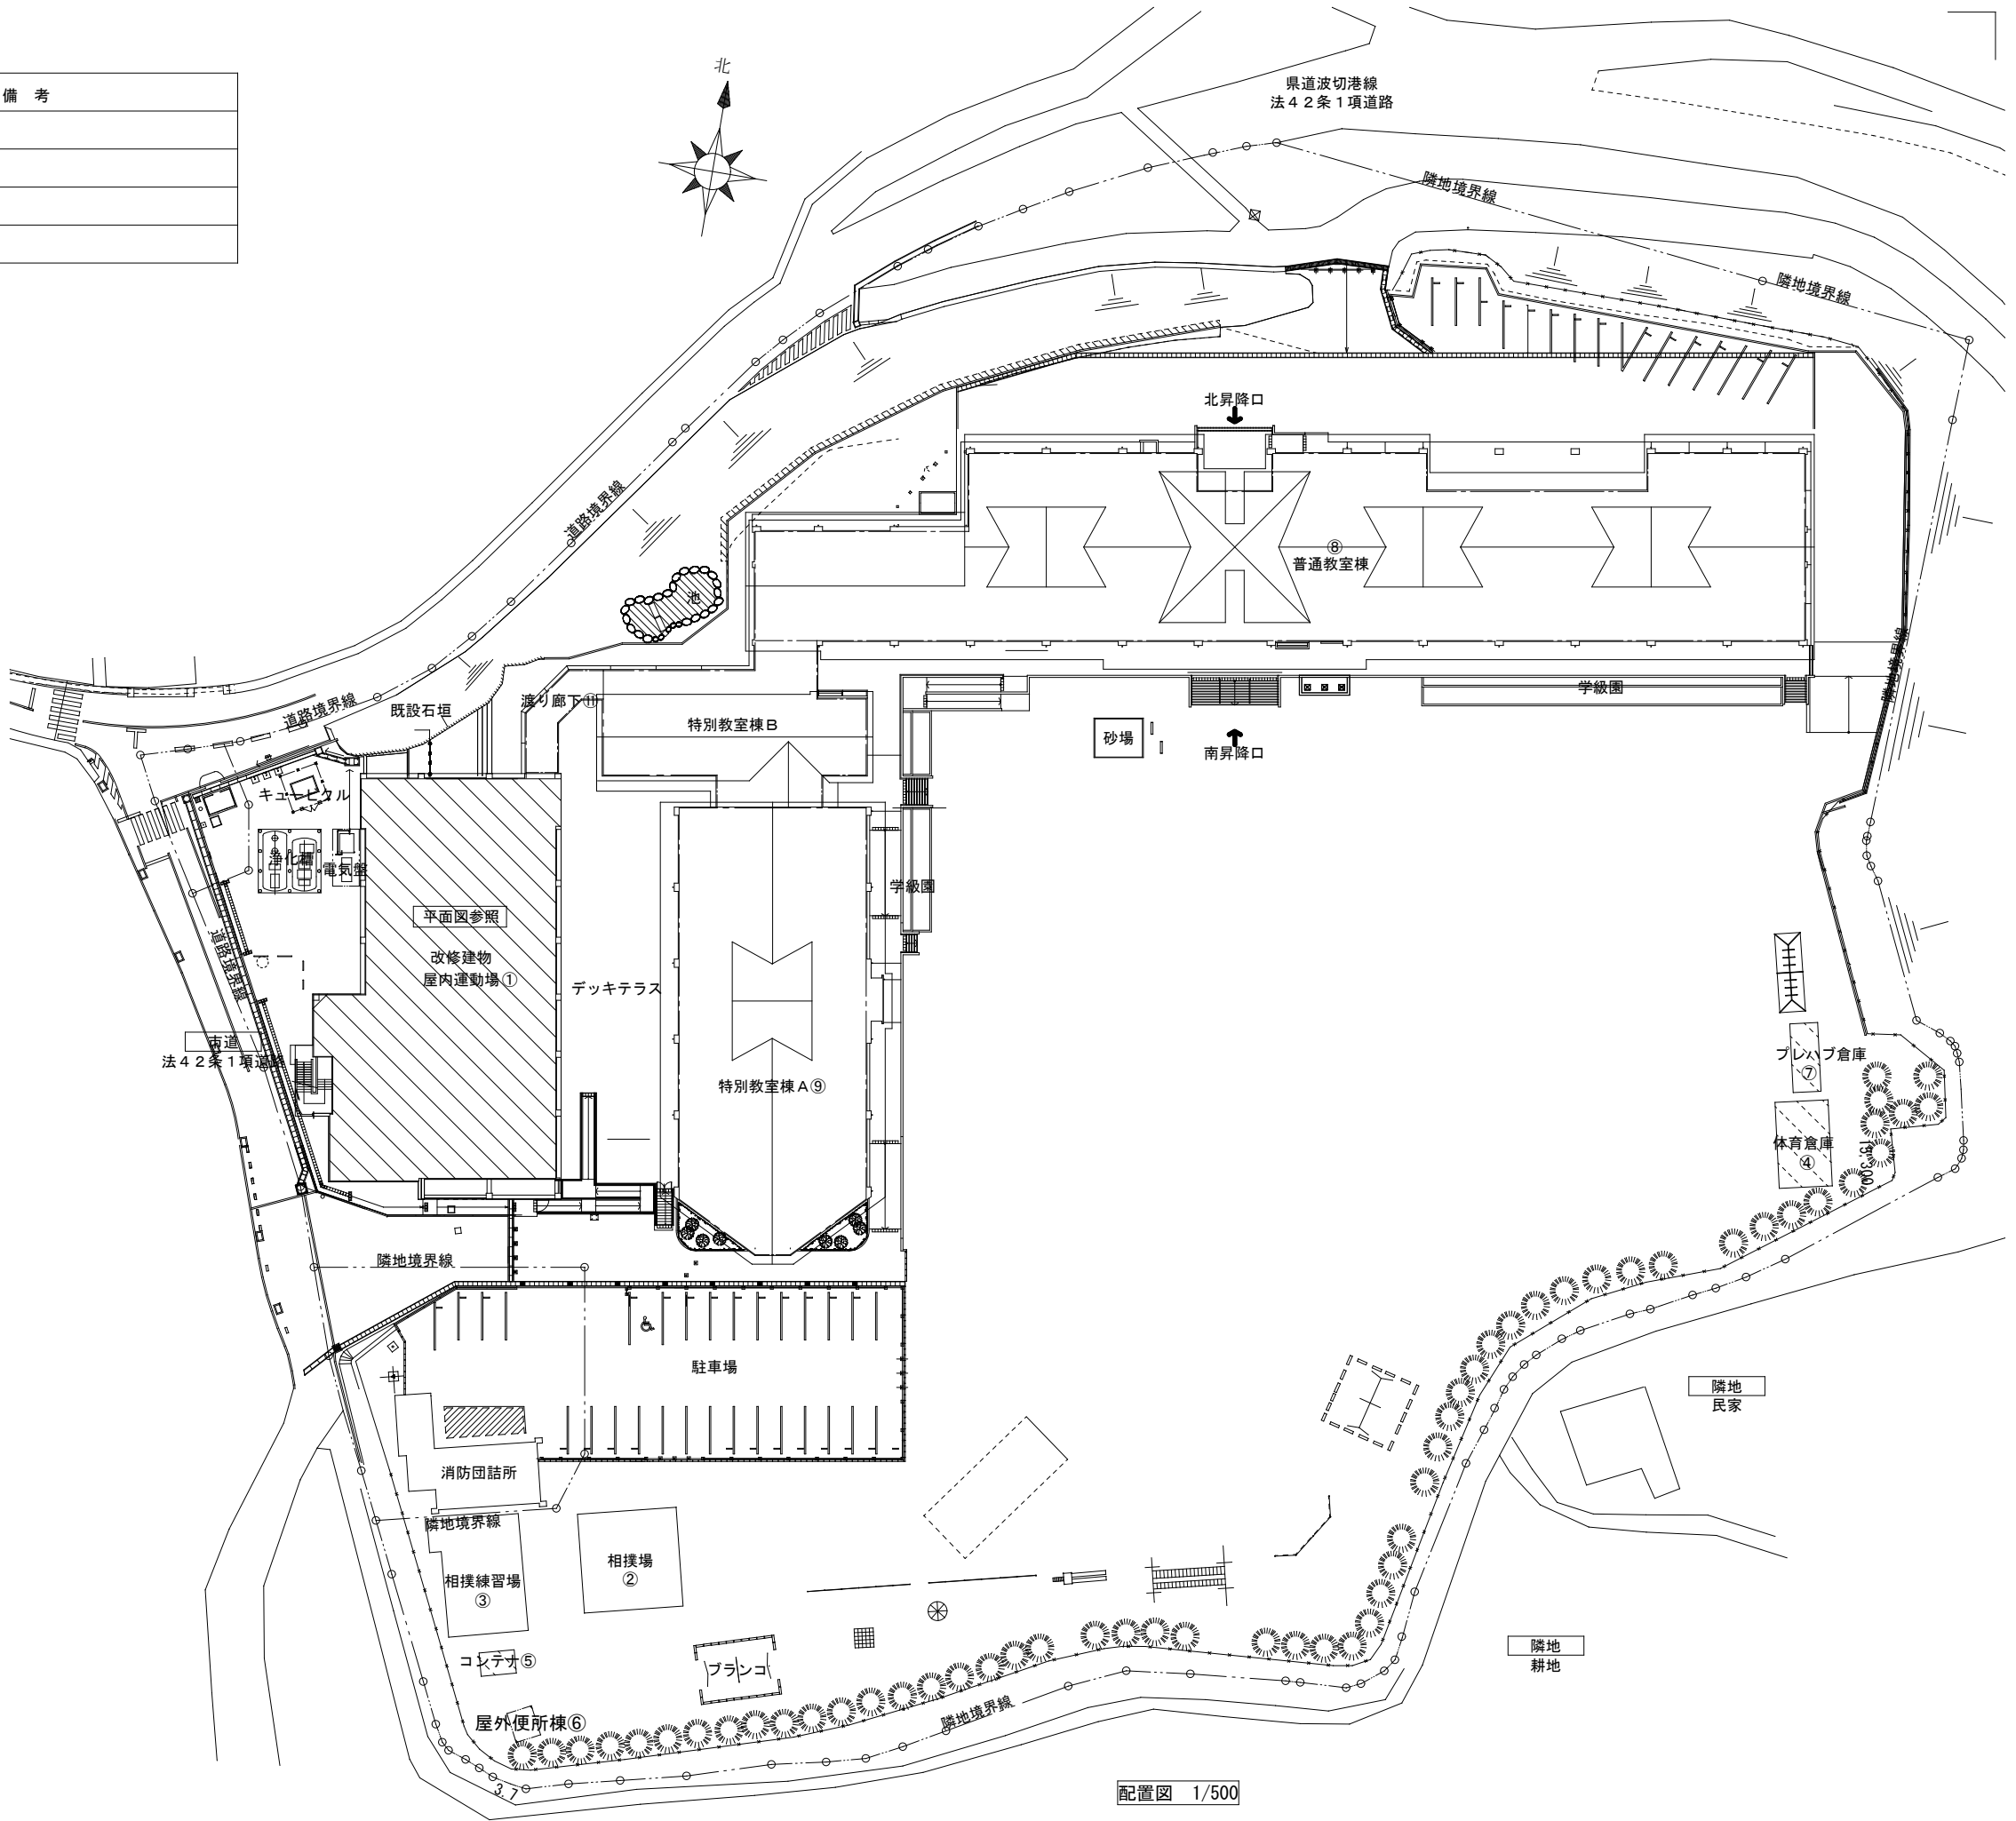 備 考
北
県道波切港線
法４２条１項道路
隣地境界線
隣地境界線
北昇降口
道路境界線
⑧
普通教室棟
池
隣地境界線
道路境界線
既設石垣
渡り廊下⑪
特別教室棟Ｂ
学級園
砂場
南昇降口
キュービクル
浄化槽
電気盤
学級園
平面図参照
改修建物
屋内運動場①
道路境界線
デッキテラス
市道
法４２条１項道路
特別教室棟Ａ⑨
プレハブ倉庫
⑦
体育倉庫
④
15.300
隣地境界線
駐車場
隣地
民家
消防団詰所
隣地境界線
相撲場
②
相撲練習場
③
コンテナ⑤
ブランコ
隣地
耕地
屋外便所棟⑥
隣地境界線
3.7
配置図 1/500